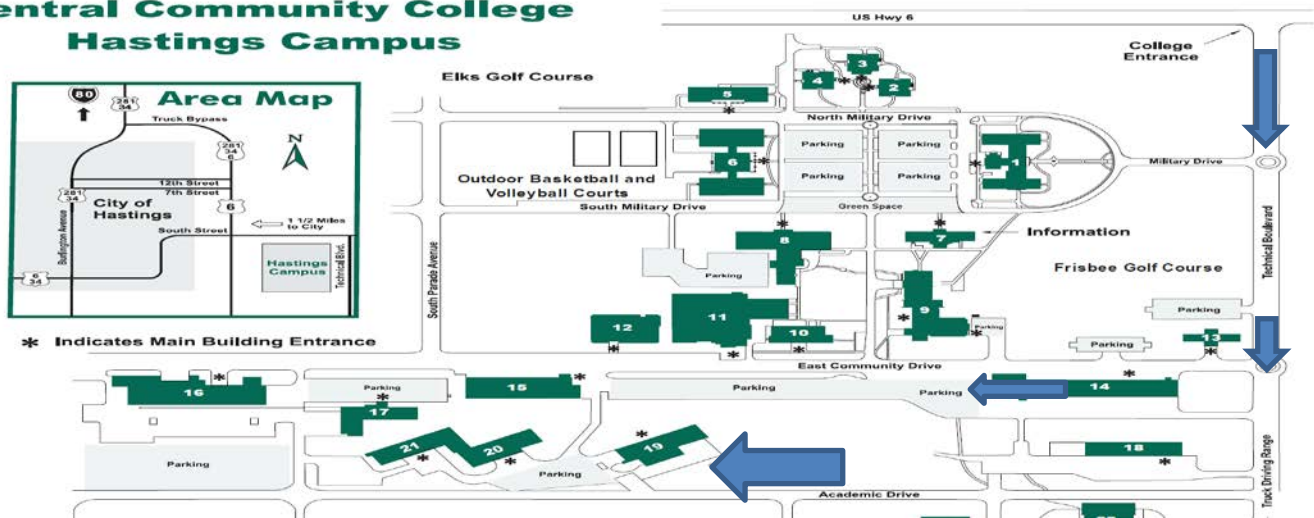 entral Community College
Hastings Campus
US Hwy 6
College
Entrance
Elks Golf Course
80
281
34
Area Map
Truck Bypass
N
281
34
6
12th Street
7th Street
281
34
City of
Hastings
6
1 1/2 Miles
to City
South Street
Burlington Avenue
Hastings
Campus
Technical Blvd.
6
34
* Indicates Main Building Entrance
3
4
2
5
North Military Drive
Parking
Parking
6
1
Military Drive
Parking
Parking
Outdoor Basketball and
Volleyball Courts
South Military Drive
Green Space
8
7
Information
Parking
Frisbee Golf Course
South Parade Avenue
Technical Boulevard
9
Parking
12
11
10
Parking
13
Parking
East Community Drive
16
Parking
15
Parking
Parking
14
17
21
20
19
18
Parking
Parking
Academic Drive
Truck Driving Range